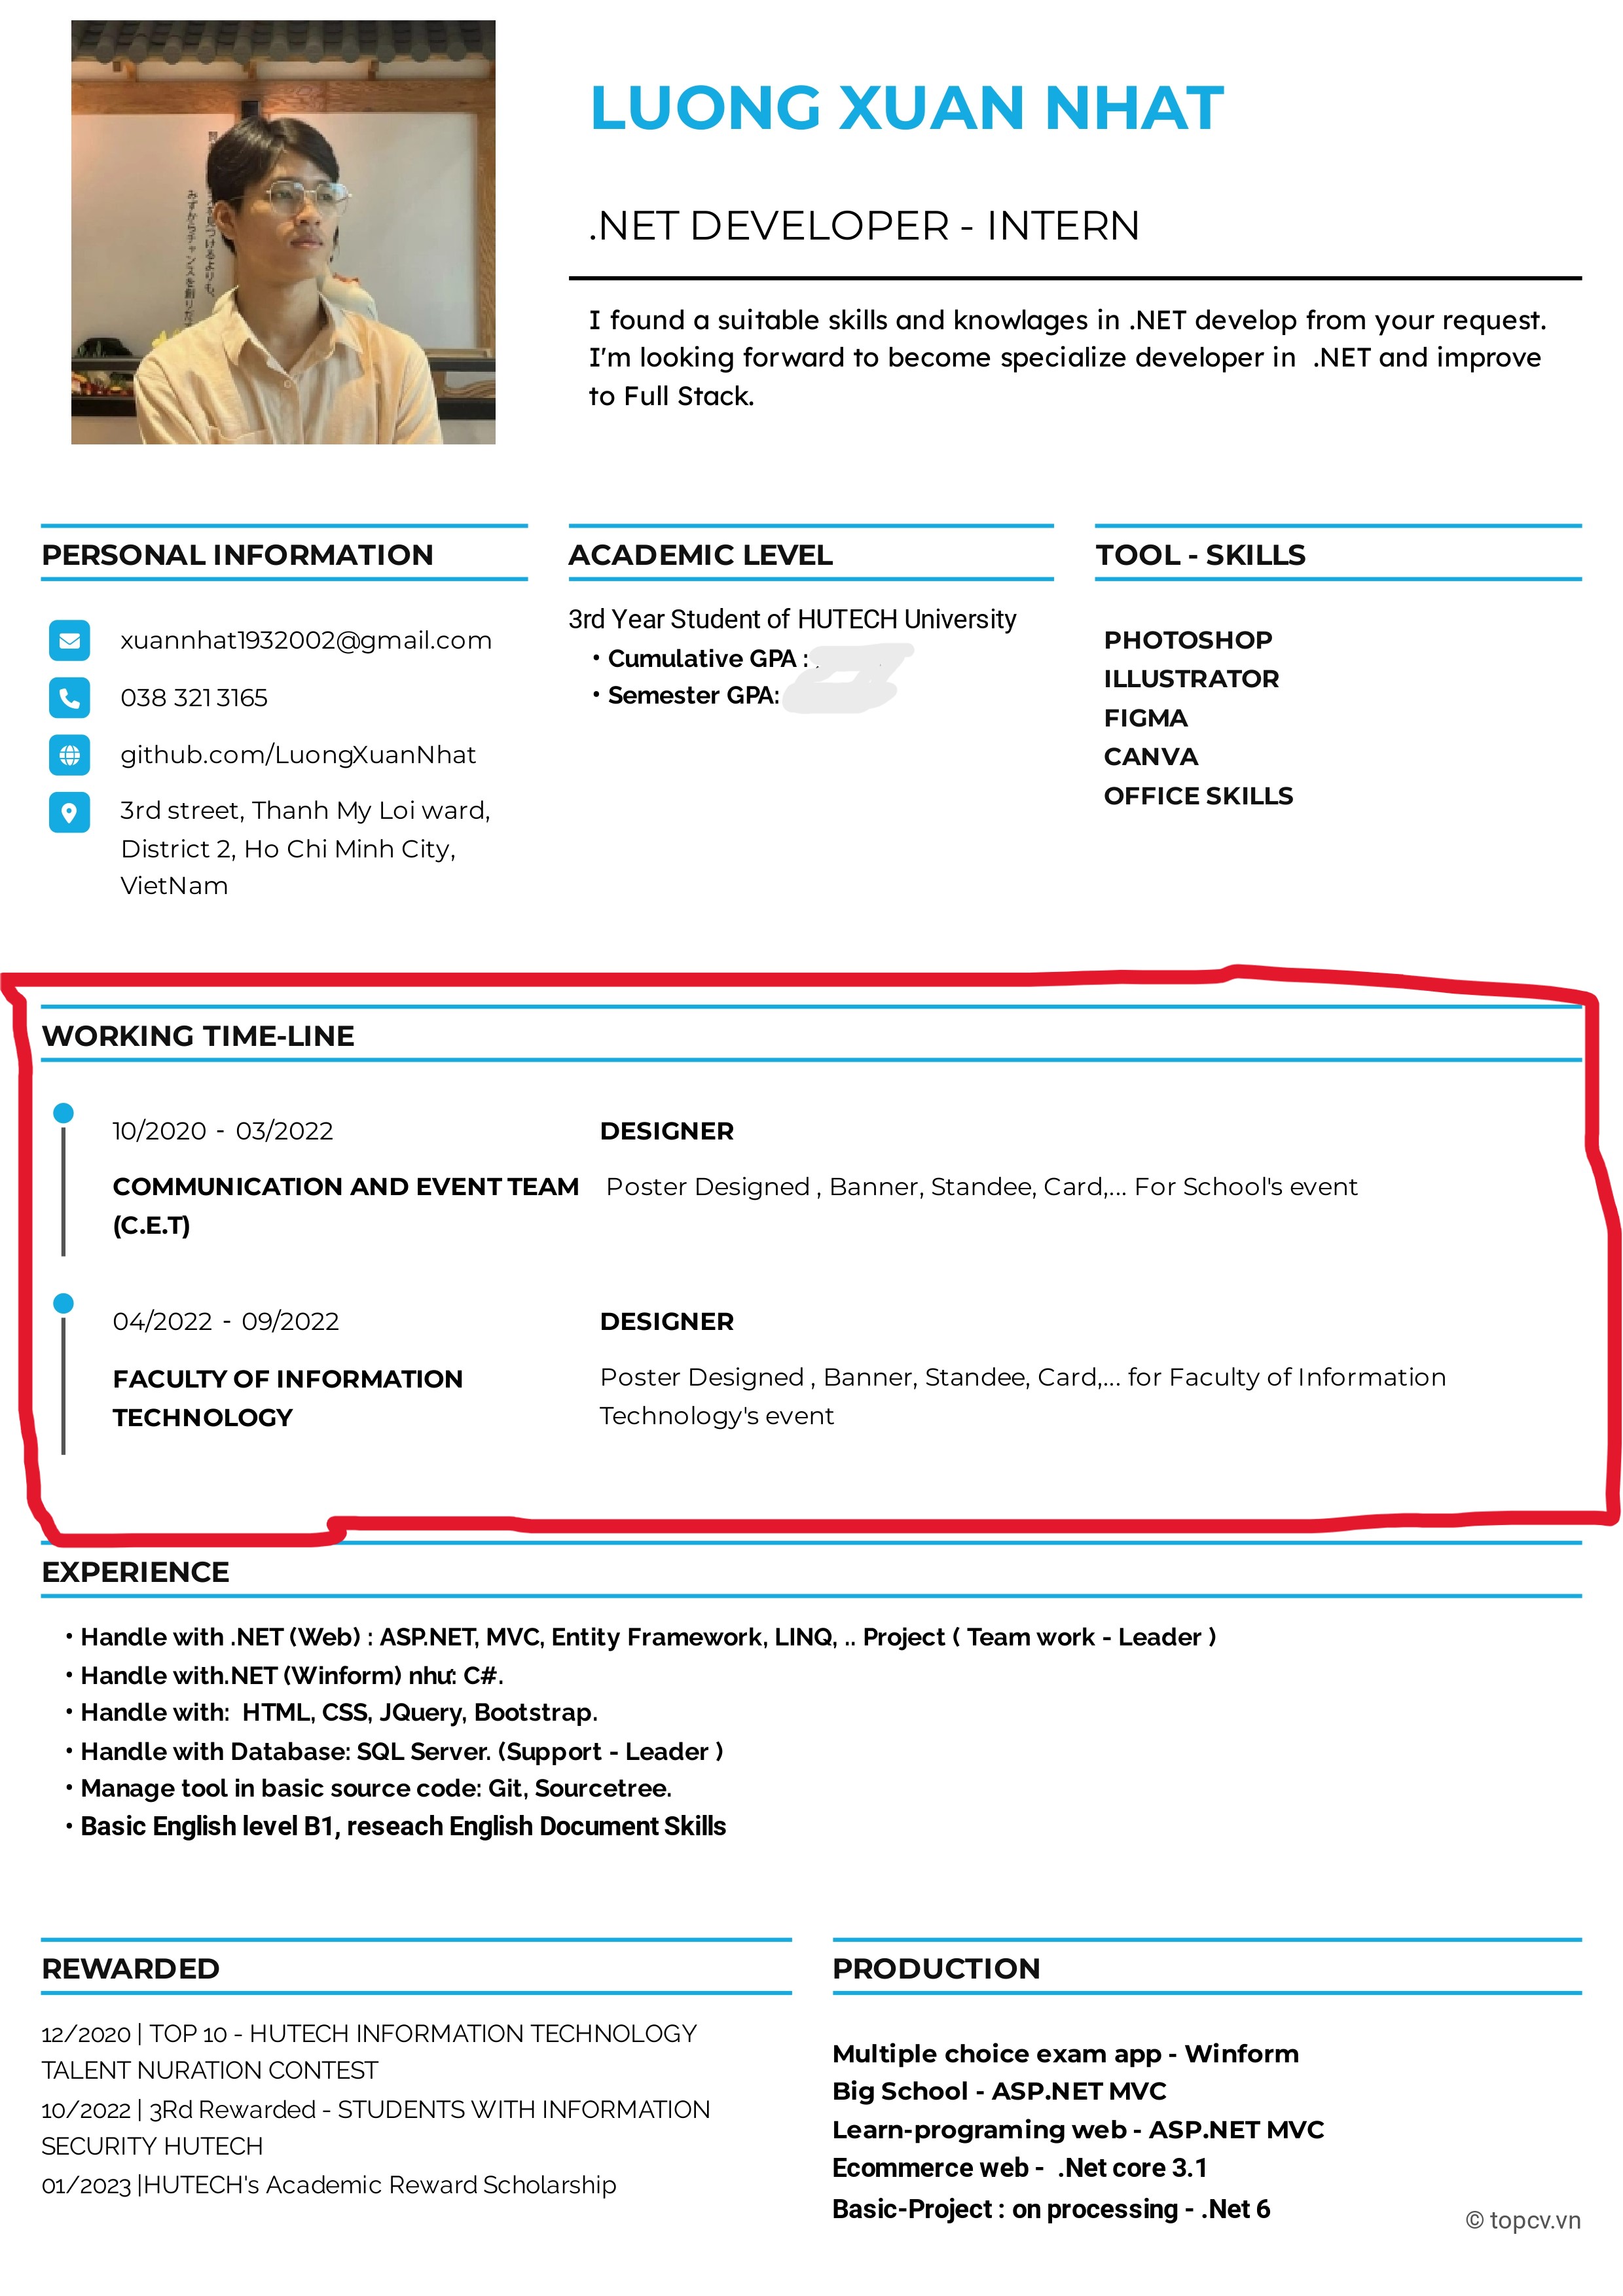 LUONG XUAN NHAT
.NET DEVELOPER - INTERN
I found a suitable skills and knowlages in .NET develop from your request.
I'm looking forward to become specialize developer in .NET and improve
to Full Stack.
PERSONAL INFORMATION
xuannhat1932002@gmail.com
038 321 3165
github.com/LuongXuanNhat
3rd street, Thanh My Loi ward,
District 2, Ho Chi Minh City,
VietNam
ACADEMIC LEVEL
3rd Year Student of HUTECH University
• Cumulative GPA :
• Semester GPA:
TOOL - SKILLS
PHOTOSHOP
ILLUSTRATOR
FIGMA
CANVA
OFFICE SKILLS
WORKING TIME-LINE
10/2020 - 03/2022
COMMUNICATION AND EVENT TEAM
(C.E.T)
DESIGNER
Poster Designed , Banner, Standee, Card,... For School's event
04/2022 - 09/2022
FACULTY OF INFORMATION
TECHNOLOGY
DESIGNER
Poster Designed , Banner, Standee, Card,... for Faculty of Information
Technology's event
EXPERIENCE
• Handle with .NET (Web) : ASP.NET, MVC, Entity Framework, LINQ, .. Project ( Team work - Leader )
• Handle with.NET (Winform) như: C#.
• Handle with: HTML, CSS, JQuery, Bootstrap.
• Handle with Database: SQL Server. (Support - Leader )
• Manage tool in basic source code: Git, Sourcetree.
• Basic English level B1, reseach English Document Skills
REWARDED
12/2020 | TOP 10 - HUTECH INFORMATION TECHNOLOGY
TALENT NURATION CONTEST
10/2022 | 3Rd Rewarded - STUDENTS WITH INFORMATION
SECURITY HUTECH
01/2023 |HUTECH's Academic Reward Scholarship
PRODUCTION
Multiple choice exam app - Winform
Big School - ASP.NET MVC
Learn-programing web - ASP.NET MVC
Ecommerce web - .Net core 3.1
Basic-Project : on processing - .Net 6
© topcv.vn